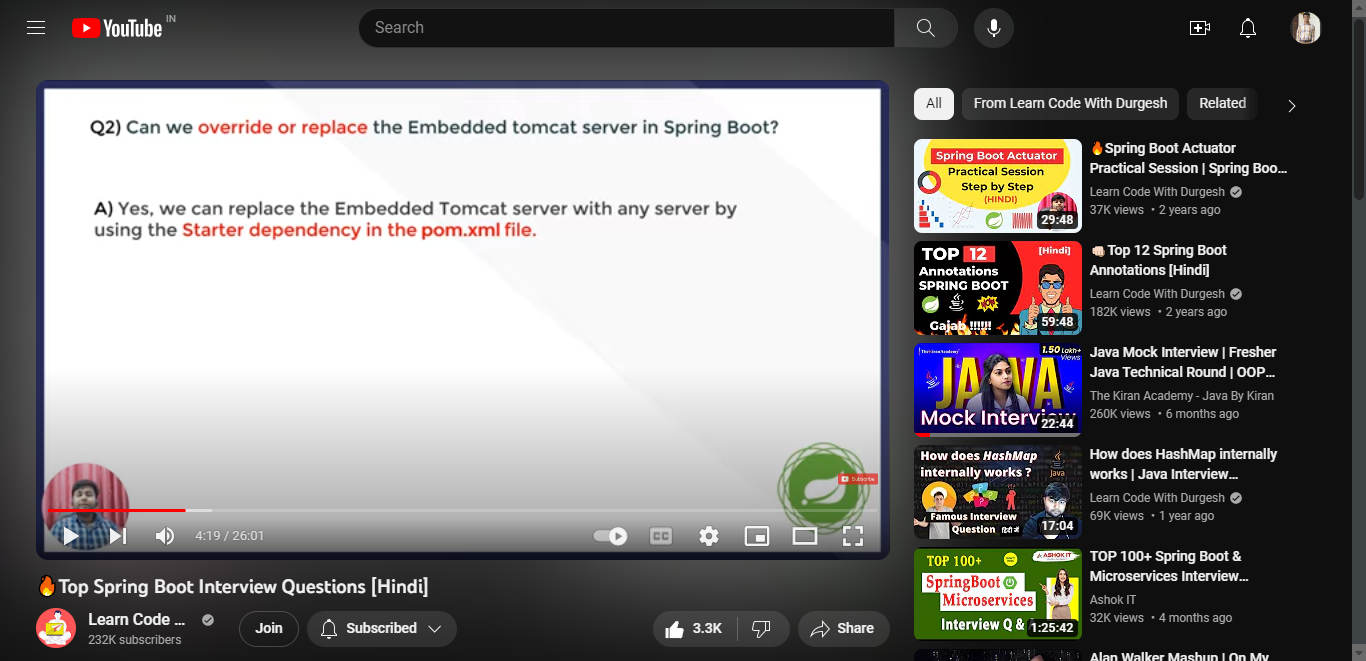 YouTube IN
Search
Q2) Can we override or replace the Embedded tomcat server in Spring Boot?
A) Yes, we can replace the Embedded Tomcat server with any server by
using the Starter dependency in the pom.xml file.
Subscribe
4:19 / 26:01
CC
🔥Top Spring Boot Interview Questions [Hindi]
Learn Code ...
232K subscribers
Join
Subscribed
3.3K
Share
All
From Learn Code With Durgesh
Related
Spring Boot Actuator
Practical Session
Step by Step
(HINDI)
29:48
🔥Spring Boot Actuator
Practical Session | Spring Boo...
Learn Code With Durgesh
37K views • 2 years ago
TOP 12
[Hindi]
Annotations
SPRING BOOT
Gajab !!!!!!
59:48
👊🏻Top 12 Spring Boot
Annotations [Hindi]
Learn Code With Durgesh
182K views • 2 years ago
1.50 Lakh+
Views
JAVA
Mock Interview
22:44
Java Mock Interview | Fresher
Java Technical Round | OOP...
The Kiran Academy - Java By Kiran
260K views • 6 months ago
How does HashMap
internally works ?
Java
Famous Interview
Question
17:04
How does HashMap internally
works | Java Interview...
Learn Code With Durgesh
69K views • 1 year ago
TOP 100+
ASHOK IT
SpringBoot
Microservices
Interview Q &
1:25:42
TOP 100+ Spring Boot &
Microservices Interview...
Ashok IT
32K views • 4 months ago
Alan Walker Mashup | On My